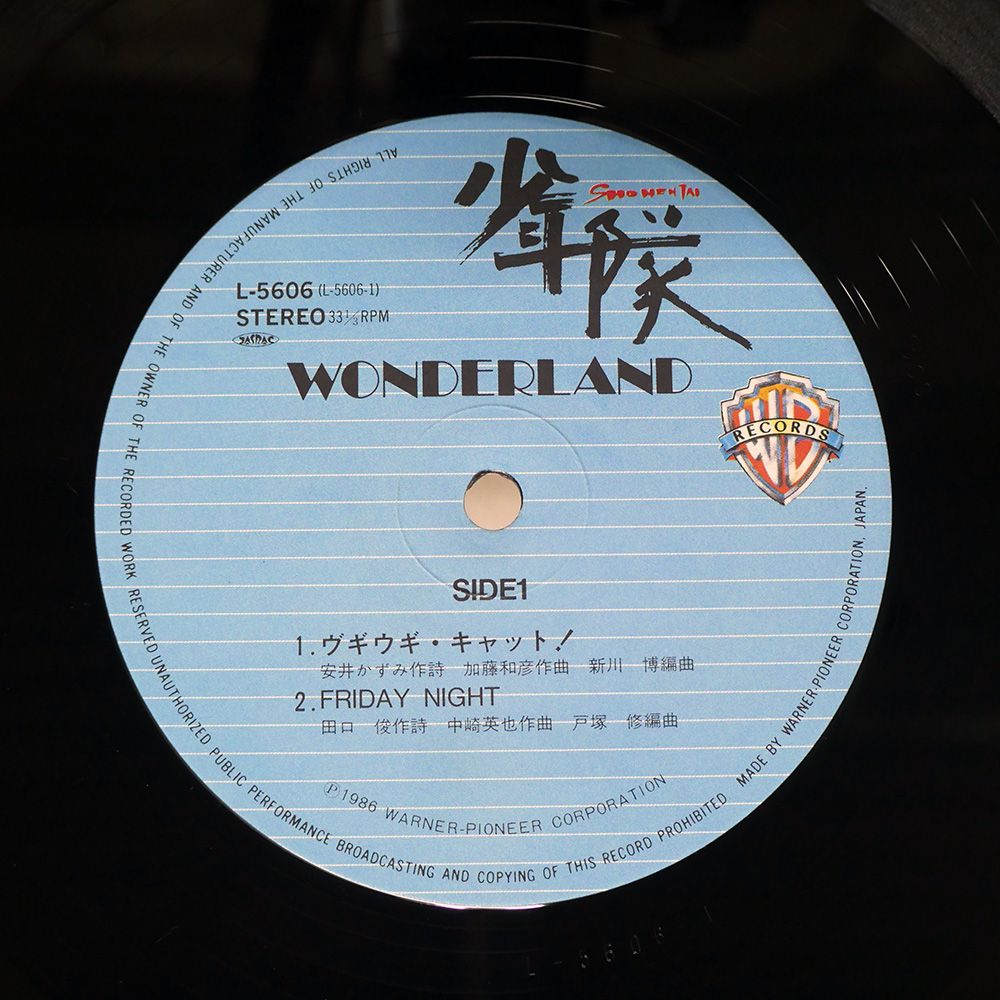 少年隊
SHO NEN TAI
L-5606 (L-5606-1)
STEREO 33 1/3 RPM
JASRAC
WONDERLAND
WB
RECORDS
SIDE1
1.ヴギウギ・キャット!
安井かずみ作詩 加藤和彦作曲 新川 博編曲
2.FRIDAY NIGHT
田口 俊作詩 中崎英也作曲 戸塚 修編曲
Ⓟ1986 WARNER-PIONEER CORPORATION
ALL RIGHTS OF THE MANUFACTURER AND OF THE OWNER OF THE RECORDED WORK RESERVED UNAUTHORIZED PUBLIC PERFORMANCE BROADCASTING AND COPYING OF THIS RECORD PROHIBITED MADE BY WARNER-PIONEER CORPORATION, JAPAN.
L-5606